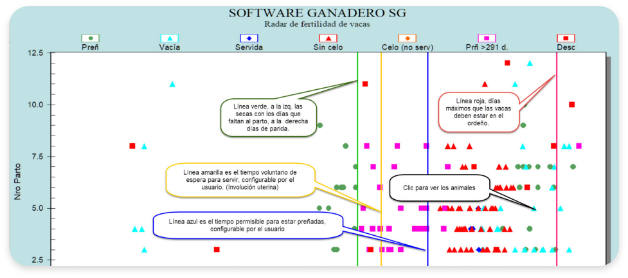 SOFTWARE GANADERO SG
Radar de fertilidad de vacas
Preñ Vacía Servida Sin celo Celo (no serv) Prñ >291 d. Desc
12.5
10.0
7.5
5.0
2.5
Nro Parto
Línea verde, a la izq. las
secas con los días que
faltan al parto, a la derecha
días de parida.
Línea roja, días
máximos que las vacas
deben estar en el
ordeño.
Línea amarilla es el tiempo voluntario de
espera para servir, configurable por el
usuario. (Involución uterina)
Clic para ver los animales
Línea azul es el tiempo permisible para estar preñadas,
configurable por el usuario